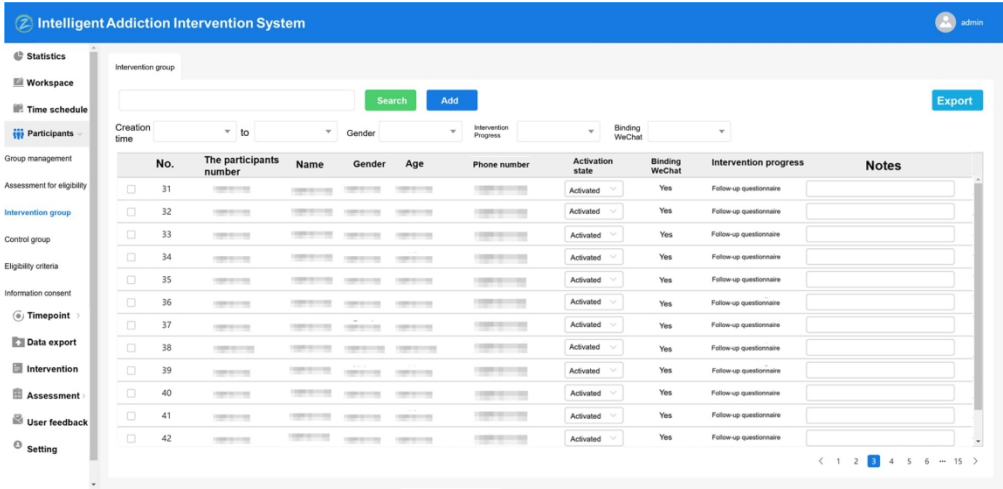 Intelligent Addiction Intervention System
admin
Statistics
Workspace
Time schedule
Participants
Group management
Assessment for eligibility
Intervention group
Control group
Eligibility criteria
Information consent
Timepoint
Data export
Intervention
Assessment
User feedback
Setting
Intervention group
Search Add Export
Creation time to Gender Intervention Progress Binding WeChat
No. The participants number Name Gender Age Phone number Activation state Binding WeChat Intervention progress Notes
31 Activated Yes Follow-up questionnaire
32 Activated Yes Follow-up questionnaire
33 Activated Yes Follow-up questionnaire
34 Activated Yes Follow-up questionnaire
35 Activated Yes Follow-up questionnaire
36 Activated Yes Follow-up questionnaire
37 Activated Yes Follow-up questionnaire
38 Activated Yes Follow-up questionnaire
39 Activated Yes Follow-up questionnaire
40 Activated Yes Follow-up questionnaire
41 Activated Yes Follow-up questionnaire
42 Activated Yes Follow-up questionnaire
< 1 2 3 4 5 6 ··· 15 >